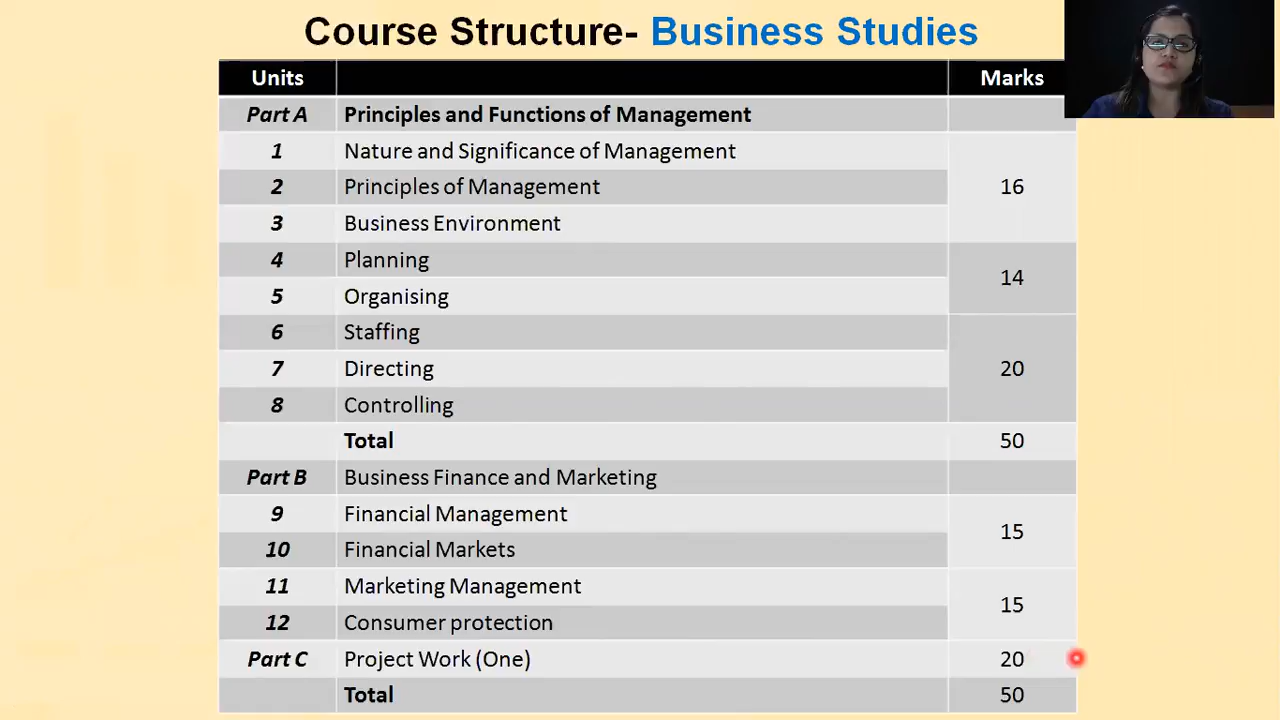 Course Structure- Business Studies
Units Marks
Part A Principles and Functions of Management
1 Nature and Significance of Management
2 Principles of Management 16
3 Business Environment
4 Planning
14
5 Organising
6 Staffing
7 Directing 20
8 Controlling
Total 50
Part B Business Finance and Marketing
9 Financial Management
15
10 Financial Markets
11 Marketing Management
15
12 Consumer protection
Part C Project Work (One) 20
Total 50